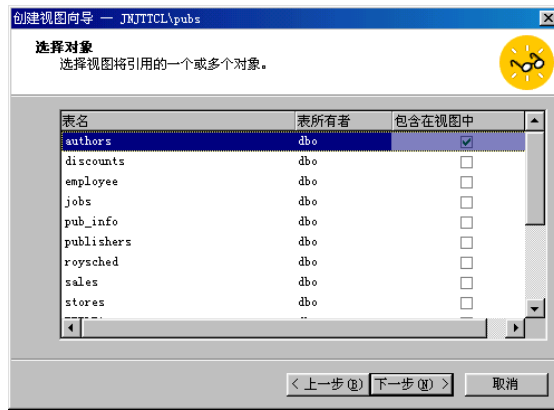 创建视图向导 — JNJTTCL\pubs
选择对象
选择视图将引用的一个或多个对象。
表名 表所有者 包含在视图中
authors dbo
discounts dbo
employee dbo
jobs dbo
pub_info dbo
publishers dbo
roysched dbo
sales dbo
stores dbo
< 上一步(B) 下一步(N) > 取消